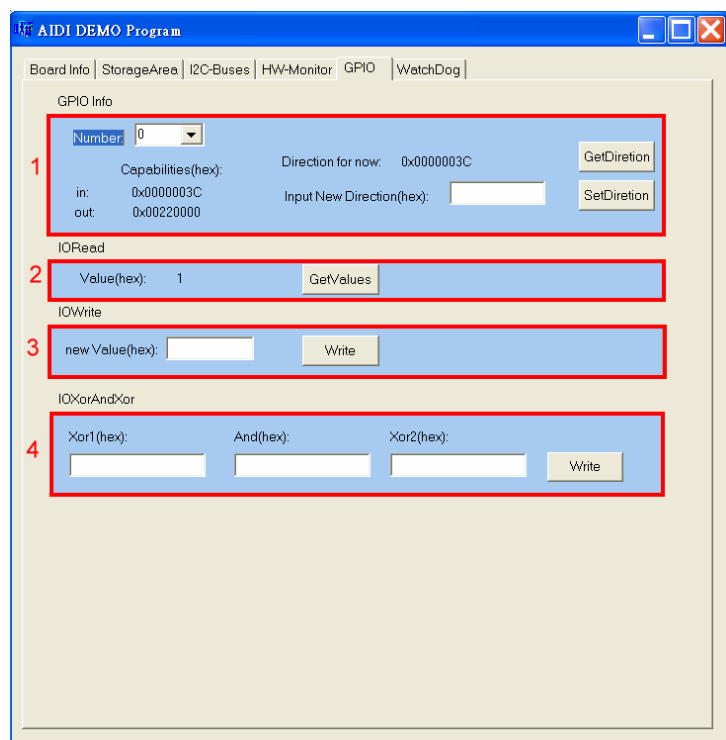 AIDI DEMO Program
Board Info StorageArea I2C-Buses HW-Monitor GPIO WatchDog
GPIO Info
1
Number: 0
Capabilities(hex):
in: 0x0000003C
out: 0x00220000
Direction for now: 0x0000003C
Input New Direction(hex):
GetDiretion
SetDiretion
IORead
2
Value(hex): 1 GetValues
IOWrite
3
new Value(hex): Write
IOXorAndXor
4
Xor1(hex): And(hex): Xor2(hex):
Write